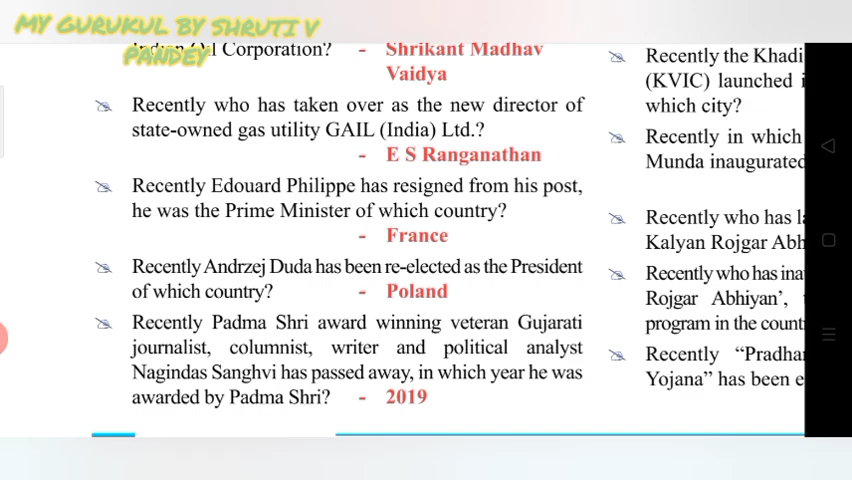 MY GURUKUL BY SHRUTI V
PANDEY
Indian Oil Corporation? - Shrikant Madhav
Vaidya
Recently who has taken over as the new director of
state-owned gas utility GAIL (India) Ltd.?
- E S Ranganathan
Recently Edouard Philippe has resigned from his post,
he was the Prime Minister of which country?
- France
Recently Andrzej Duda has been re-elected as the President
of which country? - Poland
Recently Padma Shri award winning veteran Gujarati
journalist, columnist, writer and political analyst
Nagindas Sanghvi has passed away, in which year he was
awarded by Padma Shri? - 2019
Recently the Khadi
(KVIC) launched i
which city?
Recently in which
Munda inaugurated
Recently who has la
Kalyan Rojgar Abh
Recently who has ina
Rojgar Abhiyan', t
program in the count
Recently “Pradhan
Yojana” has been e